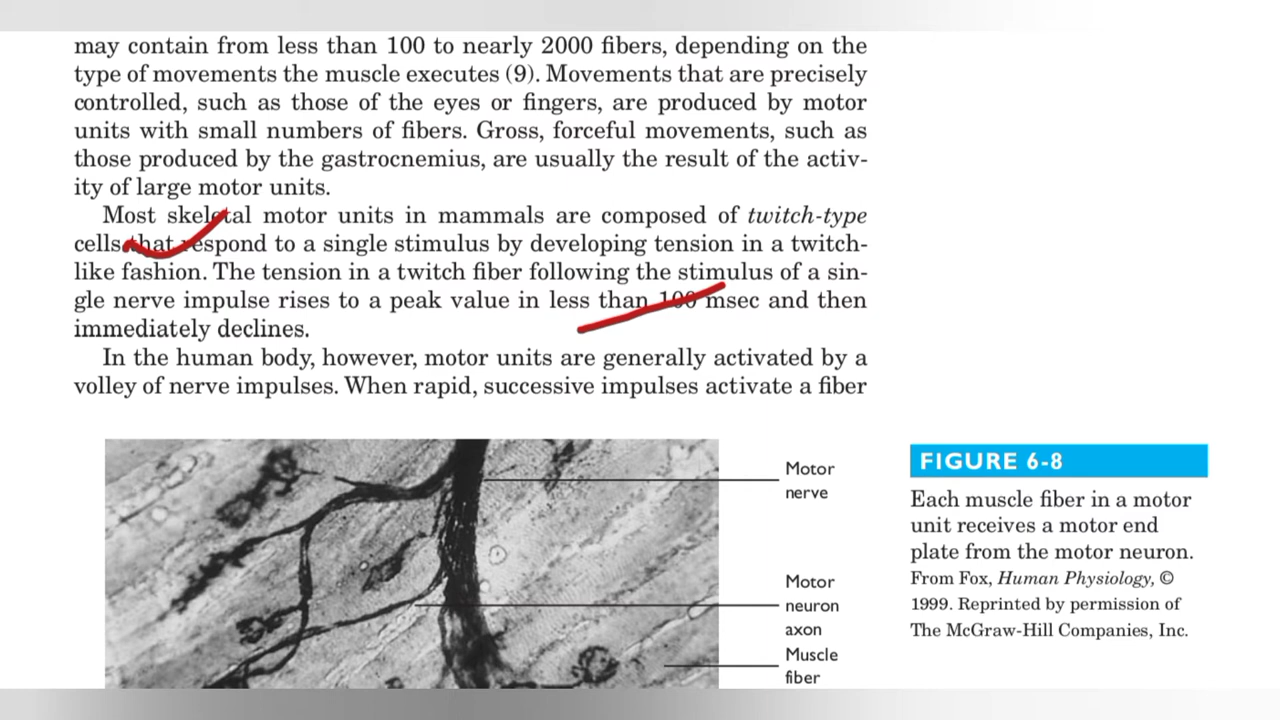 may contain from less than 100 to nearly 2000 fibers, depending on the
type of movements the muscle executes (9). Movements that are precisely
controlled, such as those of the eyes or fingers, are produced by motor
units with small numbers of fibers. Gross, forceful movements, such as
those produced by the gastrocnemius, are usually the result of the activ-
ity of large motor units.
Most skeletal motor units in mammals are composed of twitch-type
cells that respond to a single stimulus by developing tension in a twitch-
like fashion. The tension in a twitch fiber following the stimulus of a sin-
gle nerve impulse rises to a peak value in less than 100 msec and then
immediately declines.
In the human body, however, motor units are generally activated by a
volley of nerve impulses. When rapid, successive impulses activate a fiber
Motor
nerve
Motor
neuron
axon
Muscle
fiber
FIGURE 6-8
Each muscle fiber in a motor
unit receives a motor end
plate from the motor neuron.
From Fox, Human Physiology, ©
1999. Reprinted by permission of
The McGraw-Hill Companies, Inc.